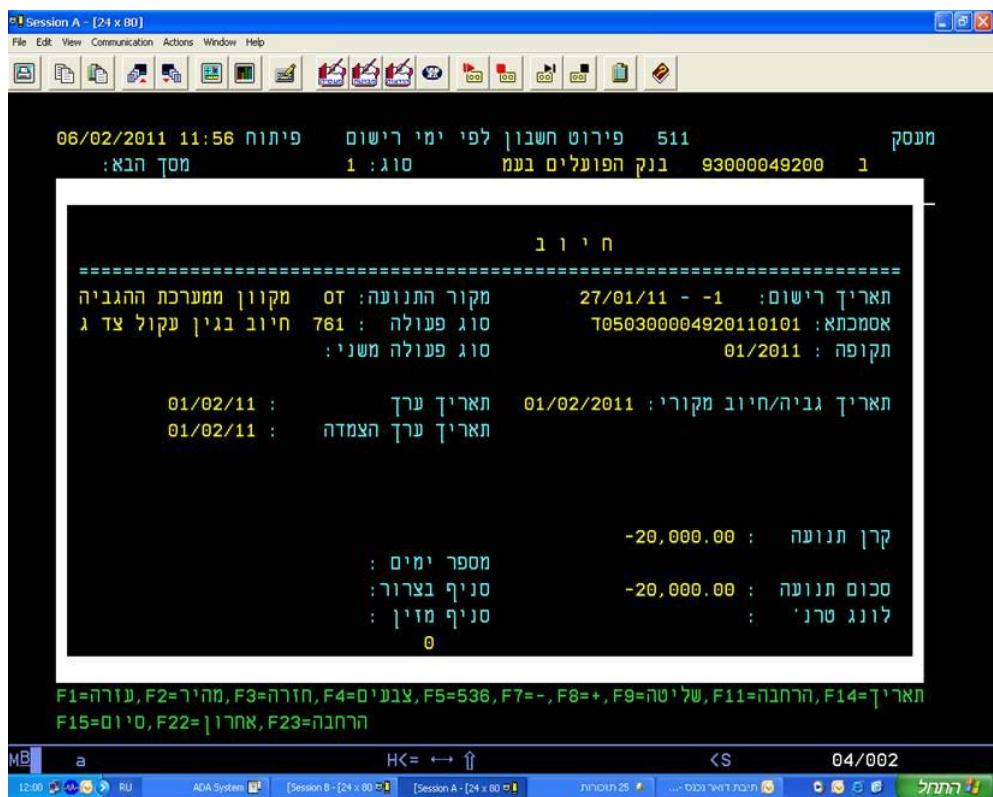 Session A - [24 x 80]
File Edit View Communication Actions Window Help
מעסק 511 פירוט חשבון לפי ימי רישום פיתוח 11:56 06/02/2011
ב 93000049200 בנק הפועלים בעמ סוג: 1 מסך הבא:
ח י ו ב
==========================================================================
תאריך רישום: 1- - 27/01/11 מקור התנועה: OT מקוון ממערכת ההגביה
אסמכתא: T050300004920110101 סוג פעולה : 761 חיוב בגין עקול צד ג
תקופה : 01/2011 סוג פעולה משני:
תאריך גביה/חיוב מקורי: 01/02/2011 תאריך ערך : 01/02/11
תאריך ערך הצמדה : 01/02/11
קרן תנועה : -20,000.00
מספר ימים :
סכום תנועה : -20,000.00 סניף בצרור:
לונג טרנ' : סניף מזין :
0
F1=עזרה,F2=מהיר,F3=חזרה,F4=צבעים,F5=536,F7=-,F8=+,F9=שליטה,F11=הרחבה,F14=תאריך
F15=סיום,F22=אחרון,F23=הרחבה
MB a H<= ↔ ⇧ <S 04/002
12:00 RU ADA System [Session B - [24 x 80 [Session A - [24 x 80 25 תזכורות תיבת דואר נכנס -... התחל